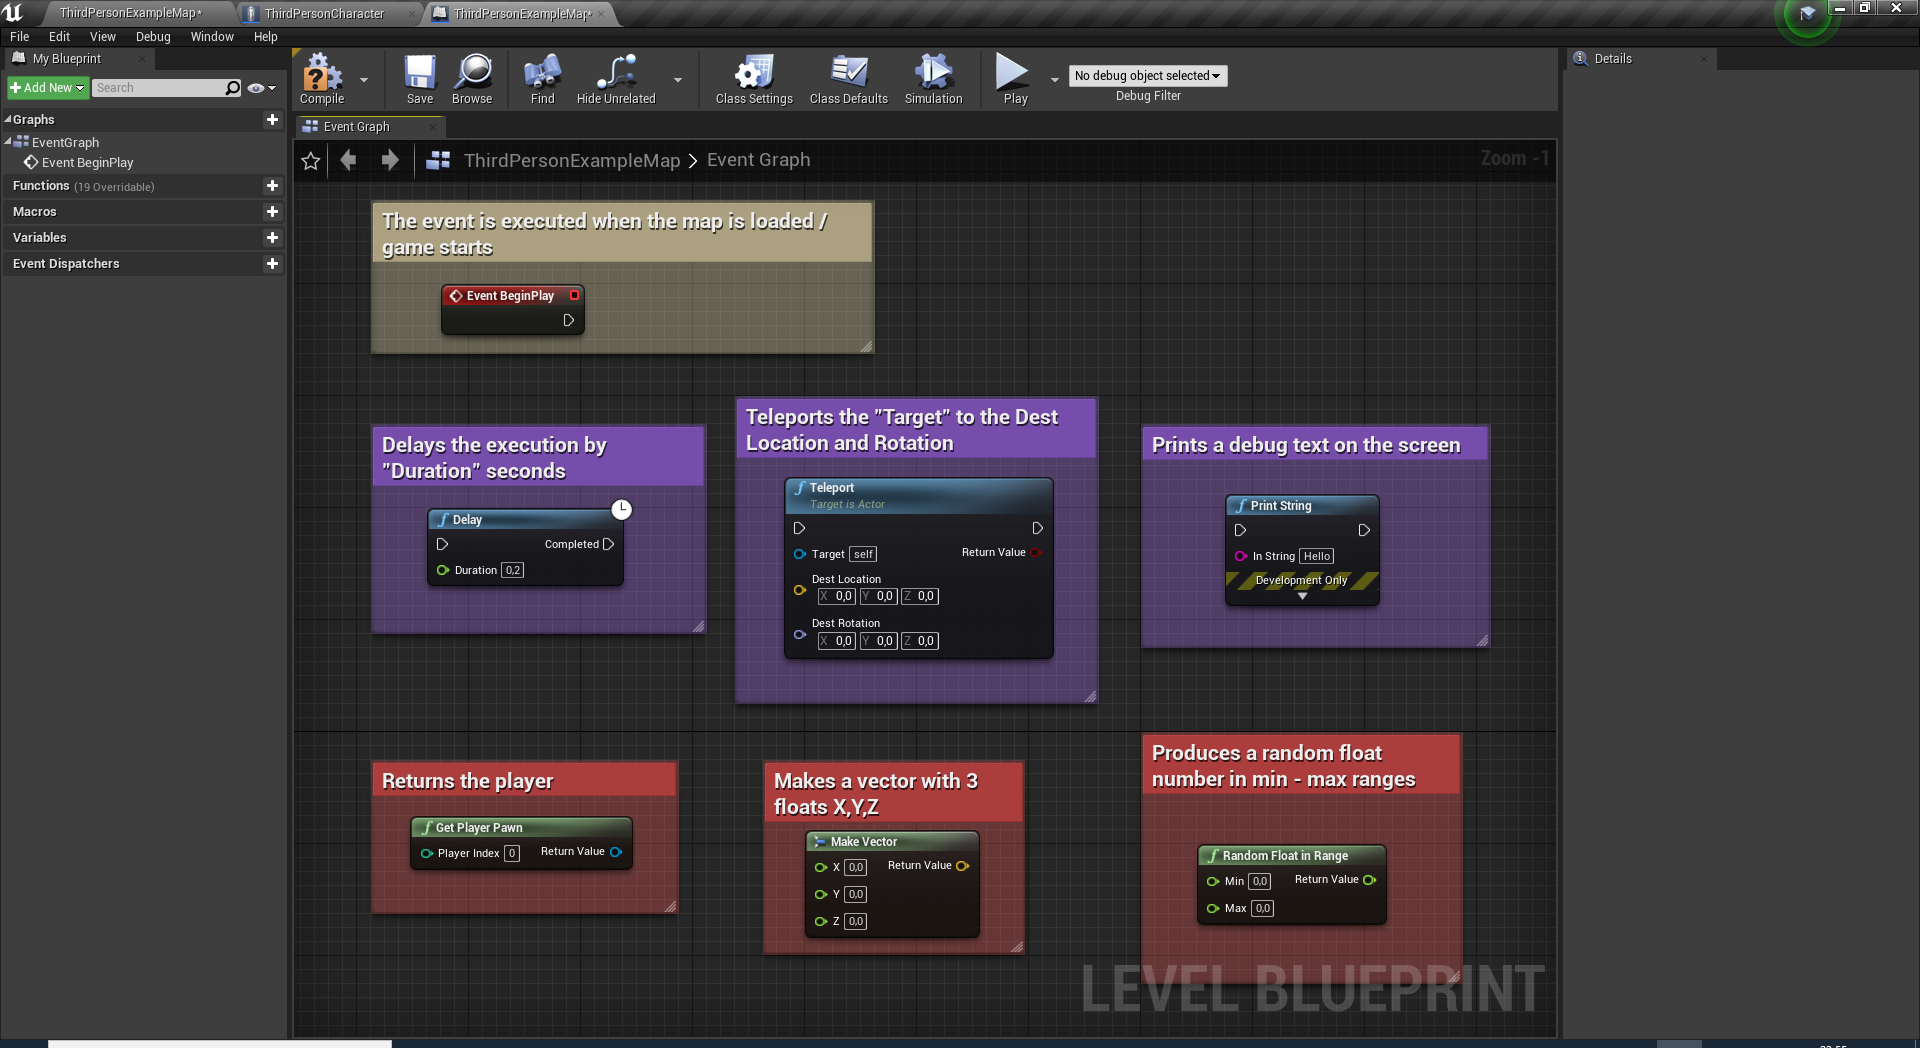 ThirdPersonExampleMap*
ThirdPersonCharacter
ThirdPersonExampleMap*
File Edit View Debug Window Help
My Blueprint
Add New
Search
Graphs
EventGraph
Event BeginPlay
Functions (19 Overridable)
Macros
Variables
Event Dispatchers
Compile
Save
Browse
Find
Hide Unrelated
Class Settings
Class Defaults
Simulation
Play
No debug object selected
Debug Filter
Details
Event Graph
ThirdPersonExampleMap > Event Graph
Zoom -1
The event is executed when the map is loaded /
game starts
Event BeginPlay
Delays the execution by
"Duration" seconds
Delay
Completed
Duration 0,2
Teleports the "Target" to the Dest
Location and Rotation
Teleport
Target is Actor
Target self
Return Value
Dest Location
X 0,0 Y 0,0 Z 0,0
Dest Rotation
X 0,0 Y 0,0 Z 0,0
Prints a debug text on the screen
Print String
In String Hello
Development Only
Returns the player
Get Player Pawn
Player Index 0
Return Value
Makes a vector with 3
floats X,Y,Z
Make Vector
X 0,0
Return Value
Y 0,0
Z 0,0
Produces a random float
number in min - max ranges
Random Float in Range
Min 0,0
Return Value
Max 0,0
LEVEL BLUEPRINT